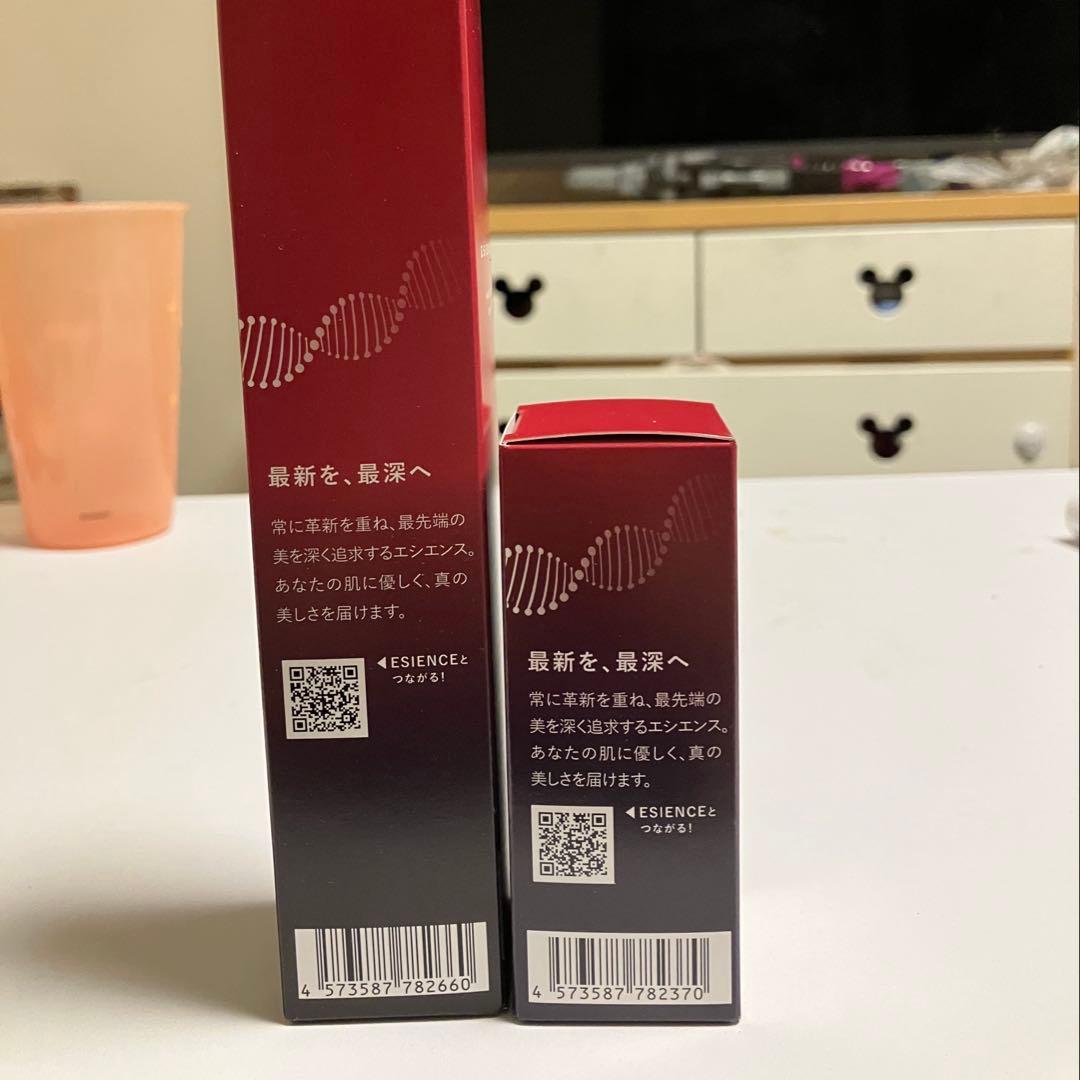 最新を、最深へ
常に革新を重ね、最先端の
美を深く追求するエシエンス。
あなたの肌に優しく、真の
美しさを届けます。
◀ESIENCEと
つながる!
4 573587 782660
最新を、最深へ
常に革新を重ね、最先端の
美を深く追求するエシエンス。
あなたの肌に優しく、真の
美しさを届けます。
◀ESIENCEと
つながる!
4 573587 782370